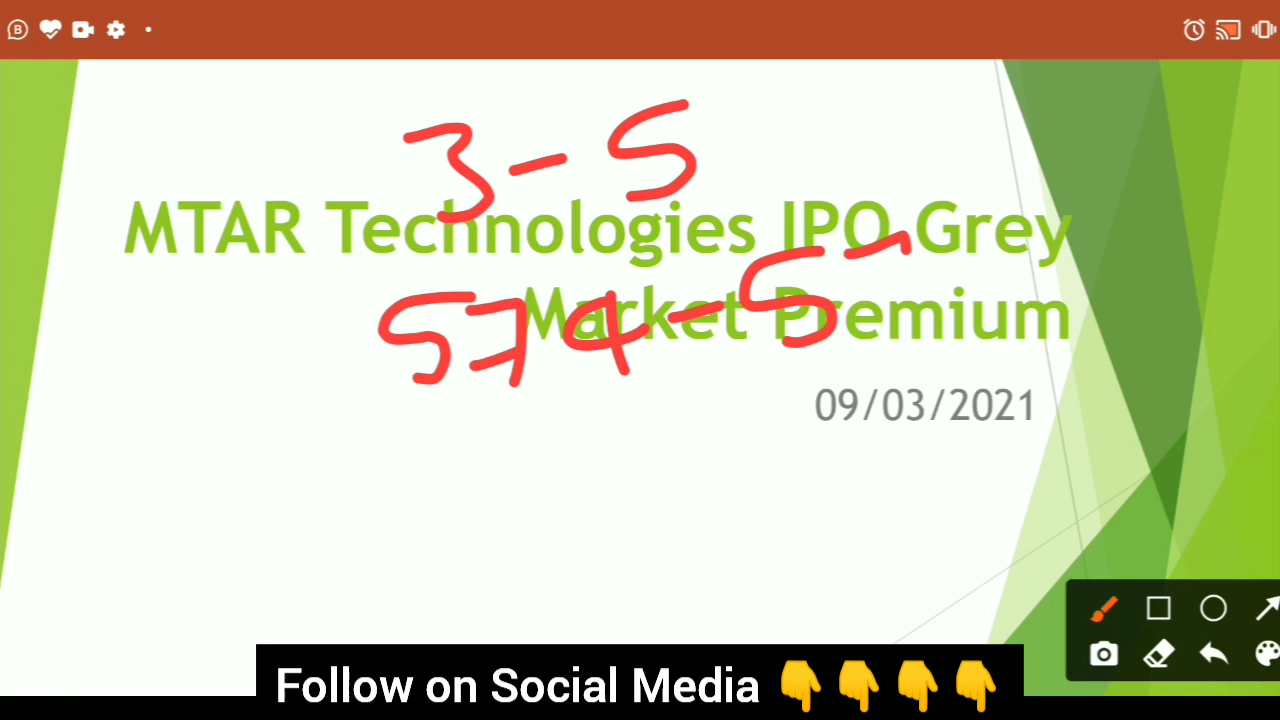 3-5
MTAR Technologies IPO Grey
Market Premium
574-5
09/03/2021
Follow on Social Media 👇👇👇👇